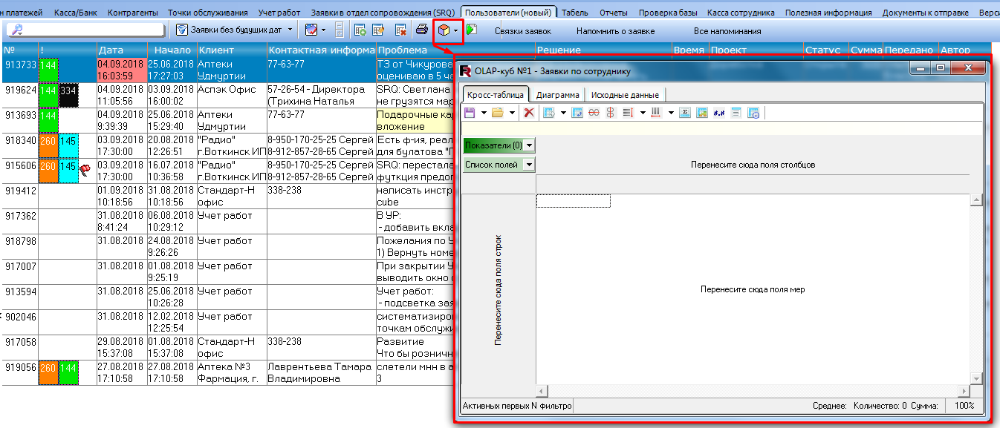 н платежей Касса/Банк Контрагенты Точки обслуживания Учет работ Заявки в отдел сопровождения (SRQ) Пользователи (новый) Табель Отчеты Проверка базы Касса сотрудника Полезная информация Документы к отправке Верси
Заявки без будущих дат Связки заявок Напомнить о заявке Все напоминания
№ ! Дата Начало Клиент Контактная информа Проблема Решение Время Проект Статус Сумма Передано Автор
913733 144 04.09.2018 25.06.2018 Аптеки 77-63-77 ТЗ от Чикурова
16:03:59 17:27:03 Удмуртии оцениваю в 5 ча
919624 144 334 04.09.2018 03.09.2018 Аспэк Офис 57-26-54 - Директора SRQ: Светлана
11:05:56 16:00:02 (Трихина Наталья не грузятся мар
913693 144 04.09.2018 25.06.2018 Аптеки 77-63-77 Подарочные кар
9:39:39 15:29:40 Удмуртии вложение
918340 260 145 03.09.2018 20.08.2018 "Радио" 8-950-170-25-25 Сергей Есть ф-ия, реал
17:30:00 12:26:51 г.Воткинск ИП 8-912-857-28-65 Сергей для булатова "П
915606 260 145 03.09.2018 16.07.2018 "Радио" 8-950-170-25-25 Сергей SRQ: перестала
17:30:00 10:36:58 г.Воткинск ИП 8-912-857-28-65 Сергей функция предог
919412 01.09.2018 31.08.2018 Стандарт-Н 338-238 написать инстр
10:18:56 10:18:56 офис cube
917362 31.08.2018 06.08.2018 Учет работ В УР:
8:41:24 10:29:12 - добавить вкла
918798 31.08.2018 24.08.2018 Учет работ Пожелания по У
9:26:26 1) Вернуть номе
917007 31.08.2018 01.08.2018 Учет работ При закрытии У
9:25:19 выводить окно с
913594 31.08.2018 25.06.2018 Учет работ Учет работ:
10:26:28 - подсветка зая
902046 31.08.2018 12.02.2018 Учет работ систематизиров
12:25:54 точкам обслужи
917058 29.08.2018 01.08.2018 Стандарт-Н 338-238 Развитие
15:37:08 15:37:08 офис Что бы розничн
919056 260 144 27.08.2018 27.08.2018 Аптека №3 Лаврентьева Тамара слетели мнн в а
17:10:58 17:10:58 Фармация, г. Владимировна 3
OLAP-куб №1 - Заявки по сотруднику
Кросс-таблица Диаграмма Исходные данные
Показатели (0)
Список полей
Перенесите сюда поля столбцов
Перенесите сюда поля строк
Перенесите сюда поля мер
Активных первых N фильтро Среднее: Количество: 0 Сумма: 100%